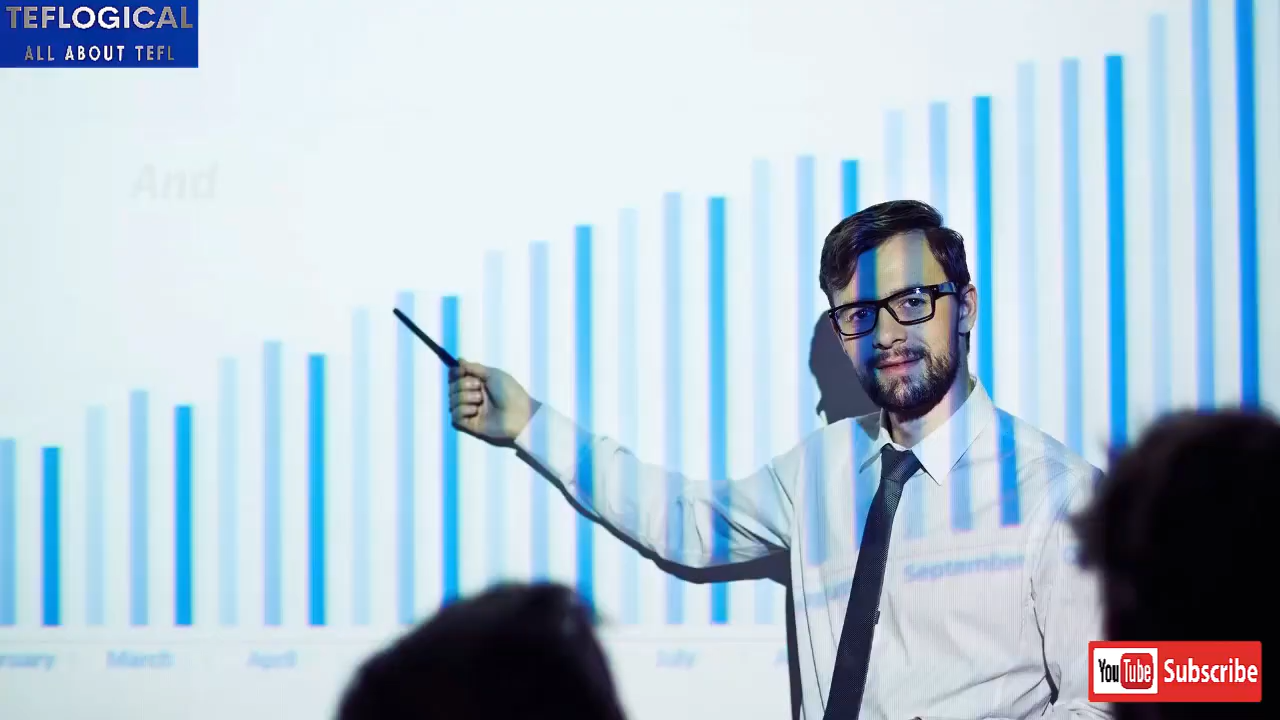 TEFLOGICAL
ALL ABOUT TEFL
And
March
April
July
September
YouTube Subscribe